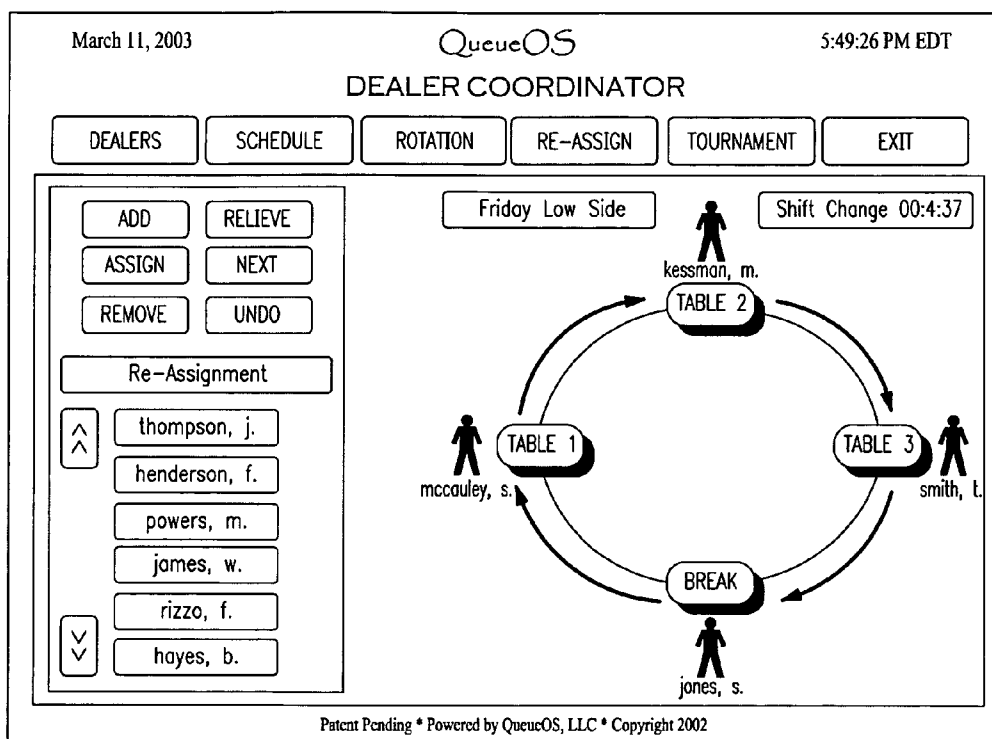 March 11, 2003
QueueOS
5:49:26 PM EDT
DEALER COORDINATOR
DEALERS
SCHEDULE
ROTATION
RE-ASSIGN
TOURNAMENT
EXIT
ADD
RELIEVE
ASSIGN
NEXT
REMOVE
UNDO
Re-Assignment
thompson, j.
henderson, f.
powers, m.
james, w.
rizzo, f.
hayes, b.
Friday Low Side
Shift Change 00:4:37
kessman, m.
TABLE 2
TABLE 1
mccauley, s.
TABLE 3
smith, t.
BREAK
jones, s.
Patent Pending * Powered by QueueOS, LLC * Copyright 2002